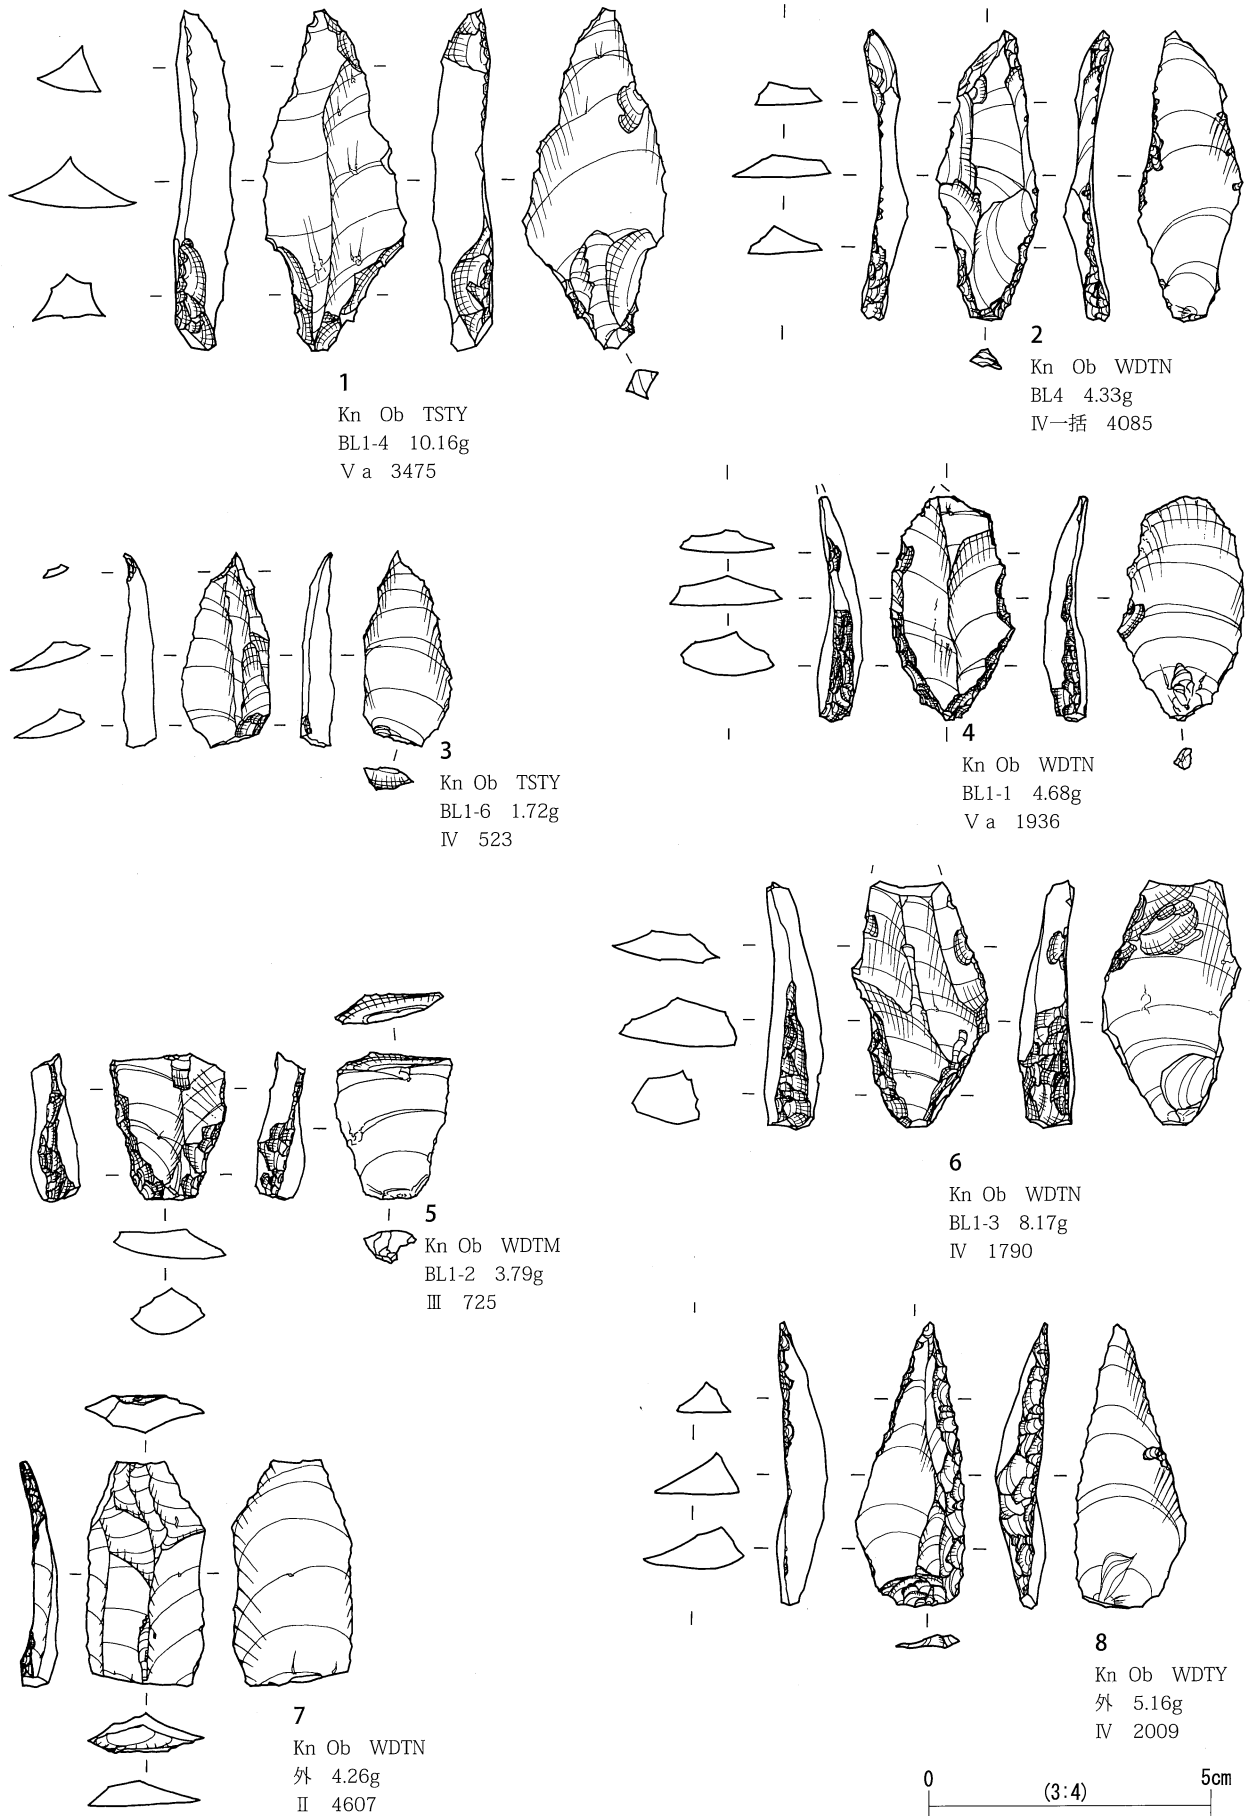 1
Kn Ob TSTY
BL1-4 10.16g
Ⅴa 3475
2
Kn Ob WDTN
BL4 4.33g
Ⅳ一括 4085
3
Kn Ob TSTY
BL1-6 1.72g
Ⅳ 523
4
Kn Ob WDTN
BL1-1 4.68g
Ⅴa 1936
5
Kn Ob WDTM
BL1-2 3.79g
Ⅲ 725
6
Kn Ob WDTN
BL1-3 8.17g
Ⅳ 1790
7
Kn Ob WDTN
外 4.26g
Ⅱ 4607
8
Kn Ob WDTY
外 5.16g
Ⅳ 2009
0 (3:4) 5cm